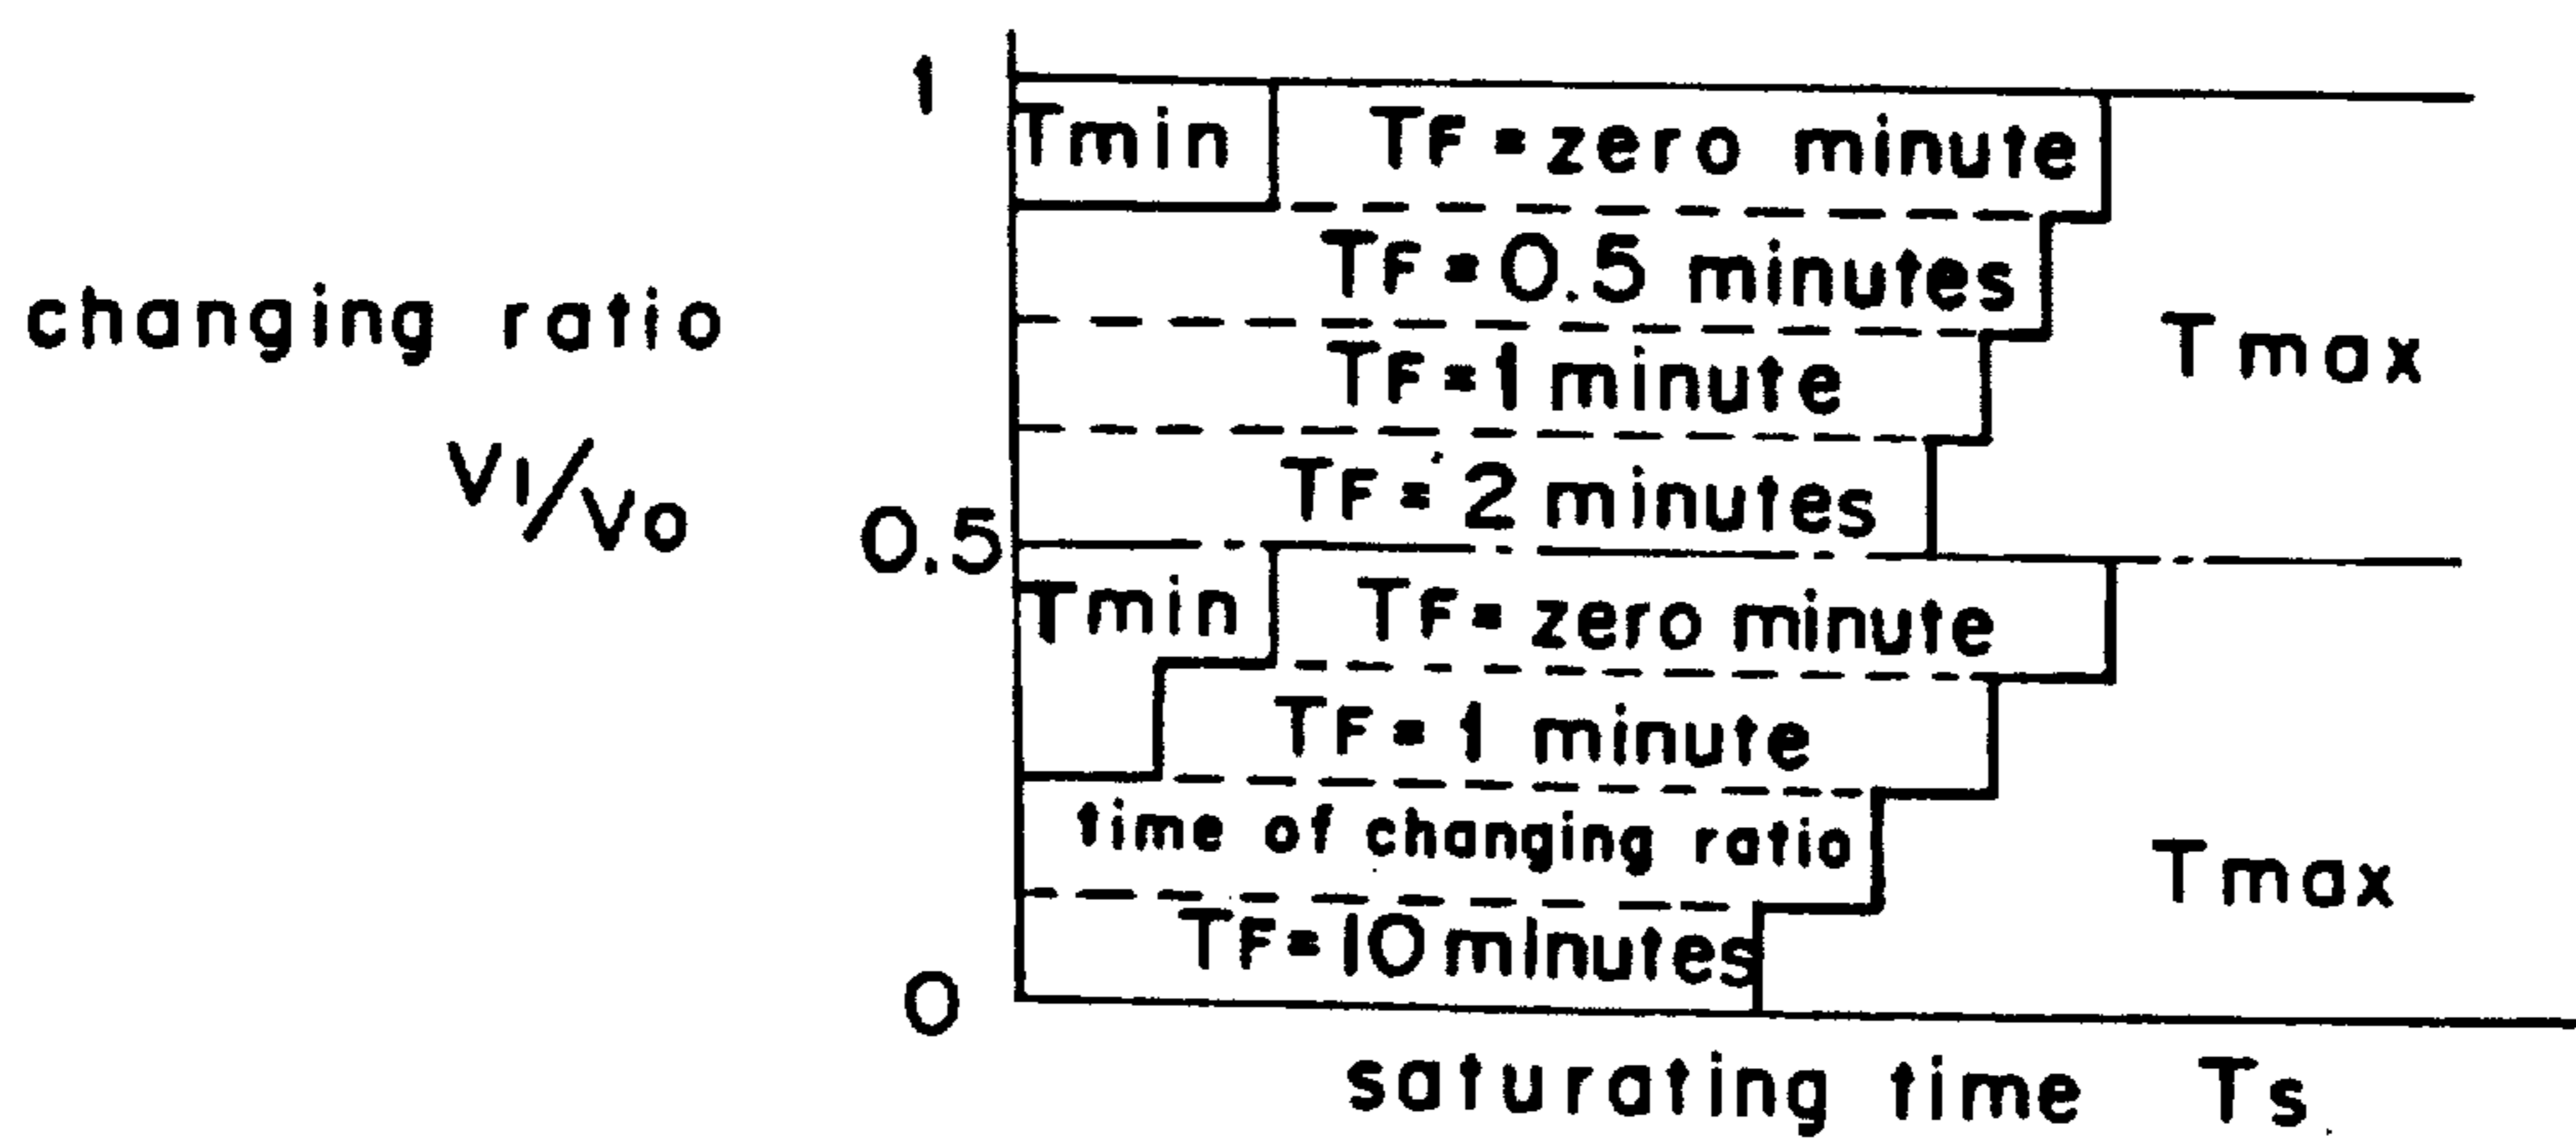 1
Tmin TF = zero minute
TF = 0.5 minutes
changing ratio
TF = 1 minute
Tmax
V1/Vo
TF = 2 minutes
0.5
Tmin TF = zero minute
TF = 1 minute
time of changing ratio
Tmax
TF = 10 minutes
0
saturating time Ts